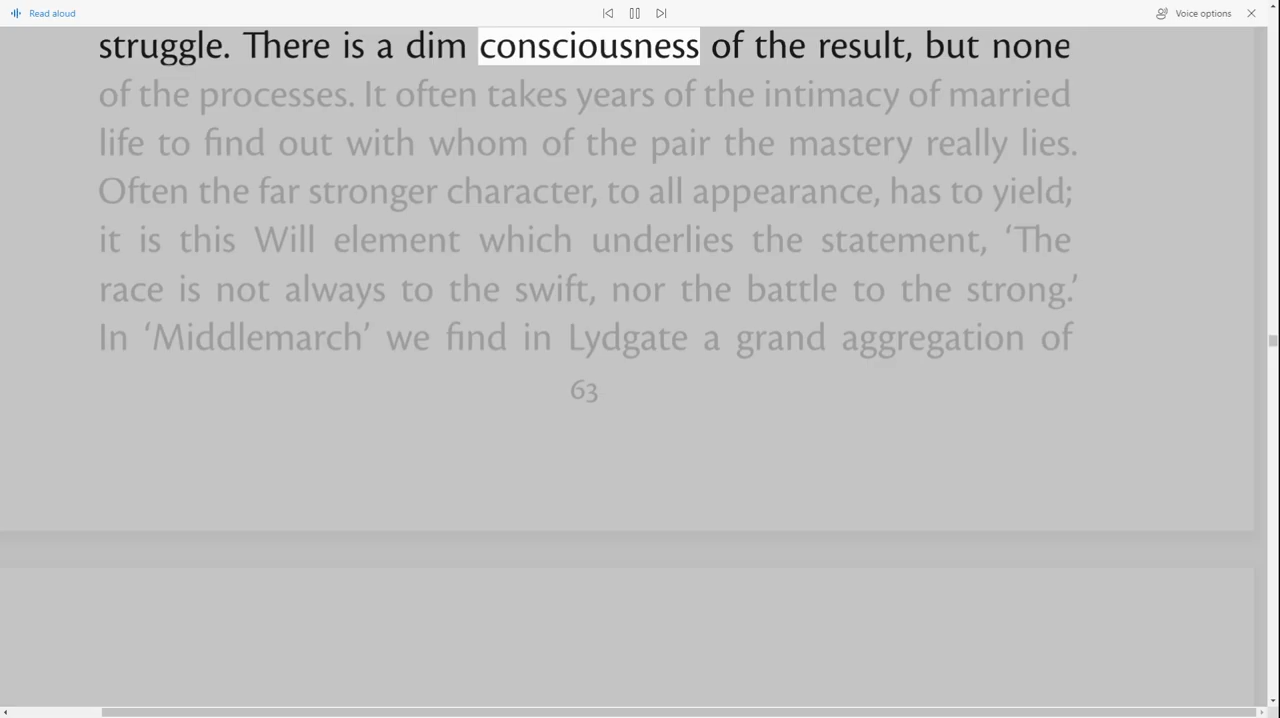 Read aloud
Voice options
struggle. There is a dim consciousness of the result, but none
of the processes. It often takes years of the intimacy of married
life to find out with whom of the pair the mastery really lies.
Often the far stronger character, to all appearance, has to yield;
it is this Will element which underlies the statement, ‘The
race is not always to the swift, nor the battle to the strong.’
In ‘Middlemarch’ we find in Lydgate a grand aggregation of
63